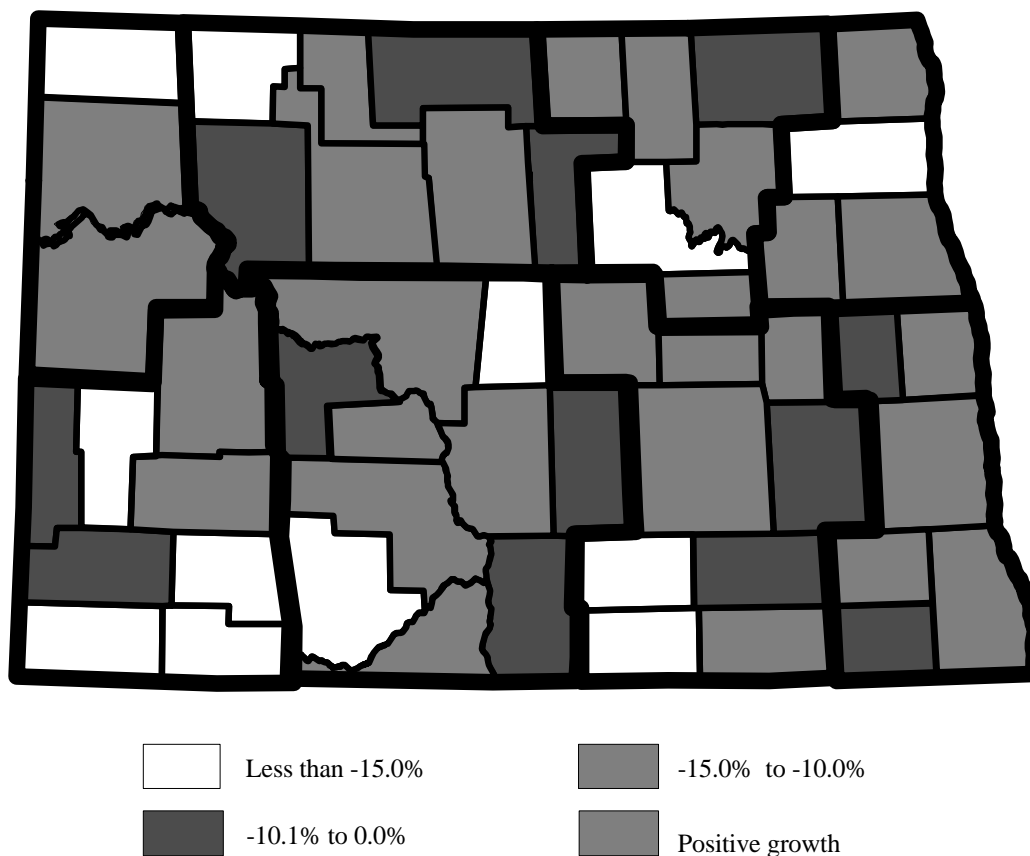 Less than -15.0%
-15.0% to -10.0%
-10.1% to 0.0%
Positive growth